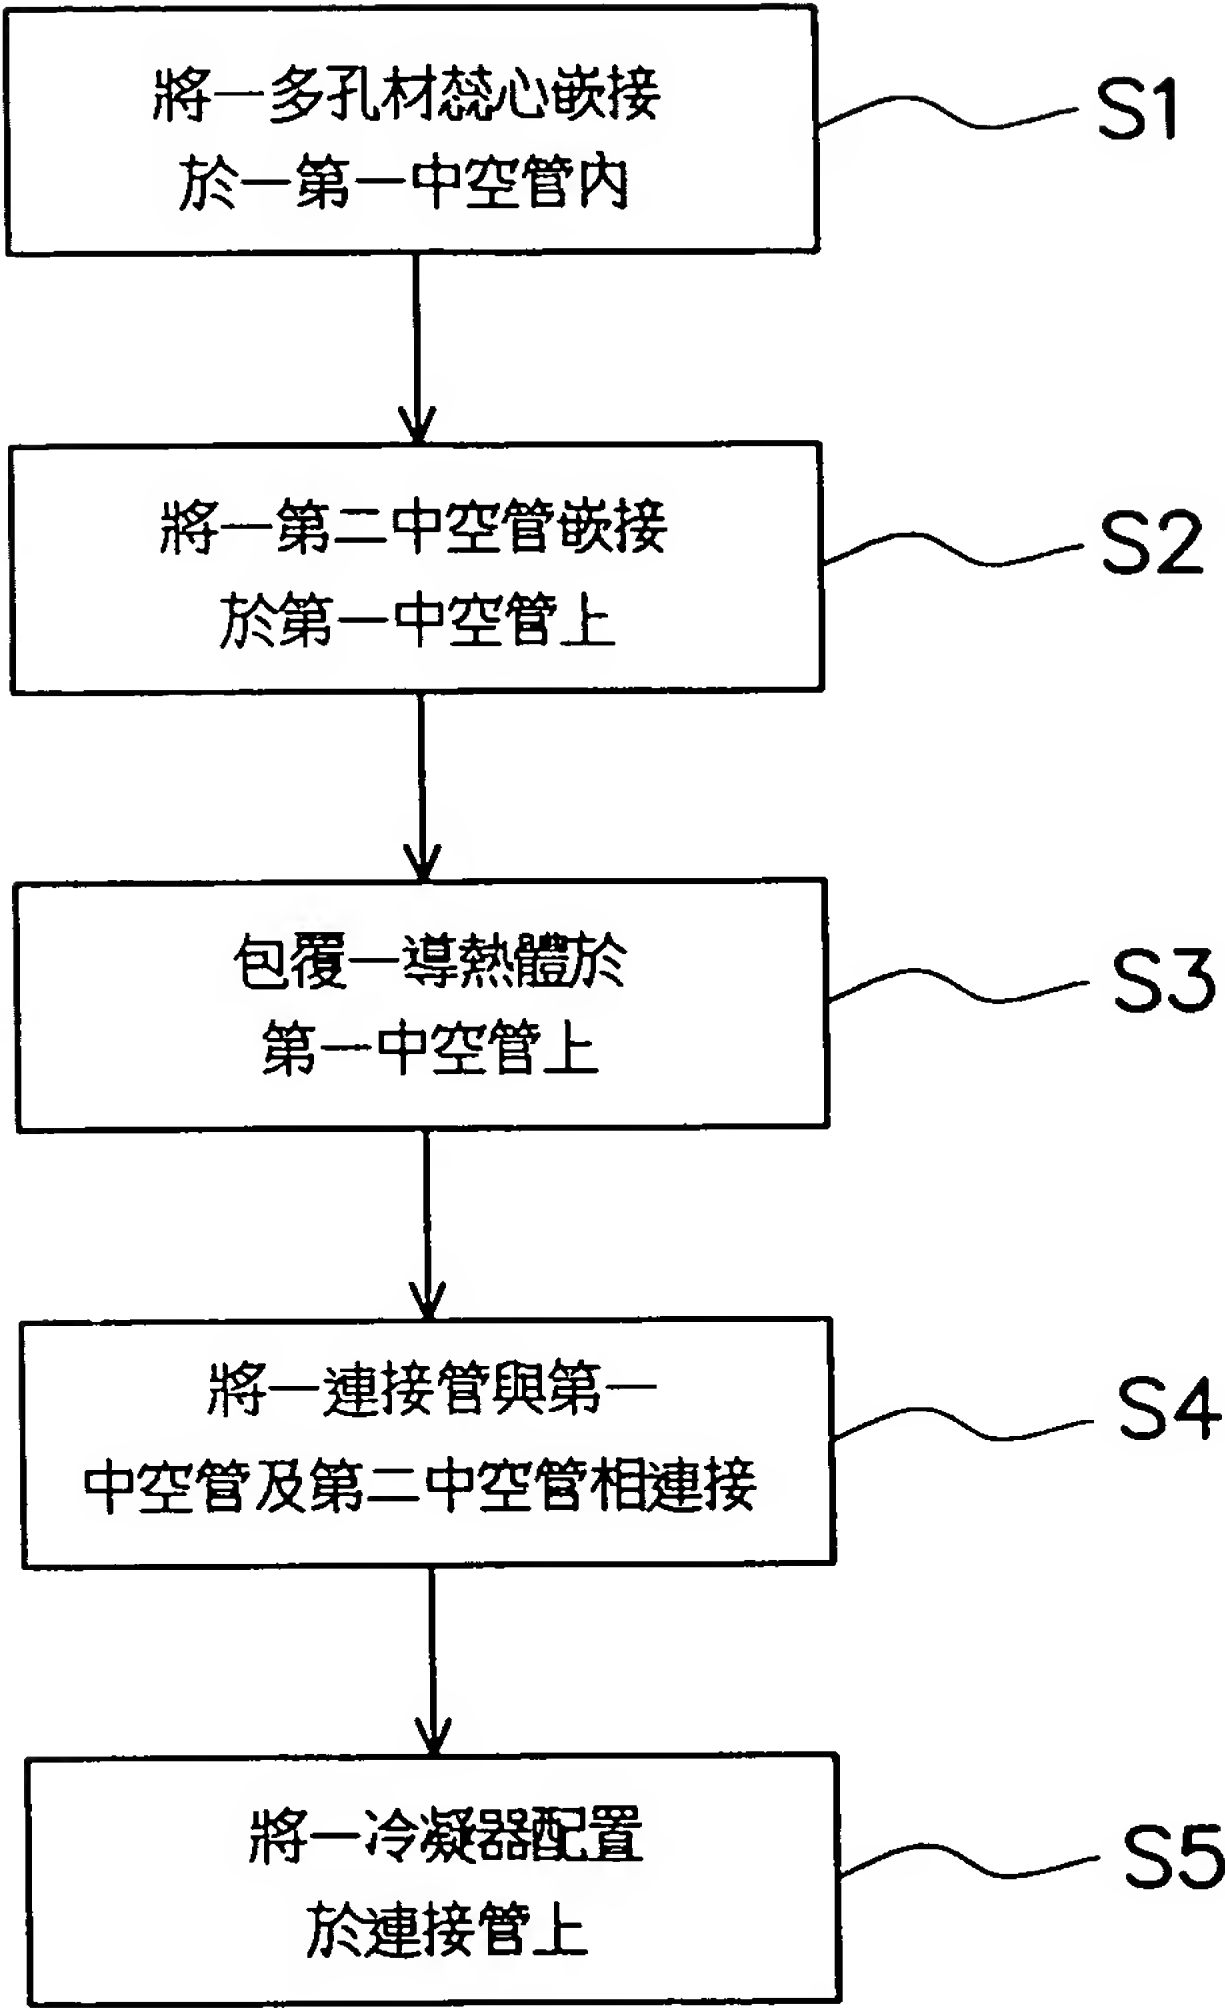 將一多孔材蕊心嵌接
於一第一中空管內
S1
將一第二中空管嵌接
於第一中空管上
S2
包覆一導熱體於
第一中空管上
S3
將一連接管與第一
中空管及第二中空管相連接
S4
將一冷凝器配置
於連接管上
S5